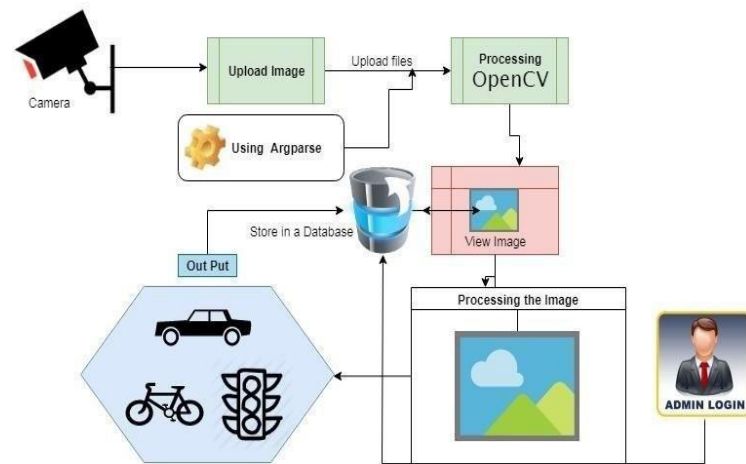 Camera
Upload Image
Upload files
Processing
OpenCV
Using Argparse
Store in a Database
View Image
Out Put
Processing the Image
ADMIN LOGIN